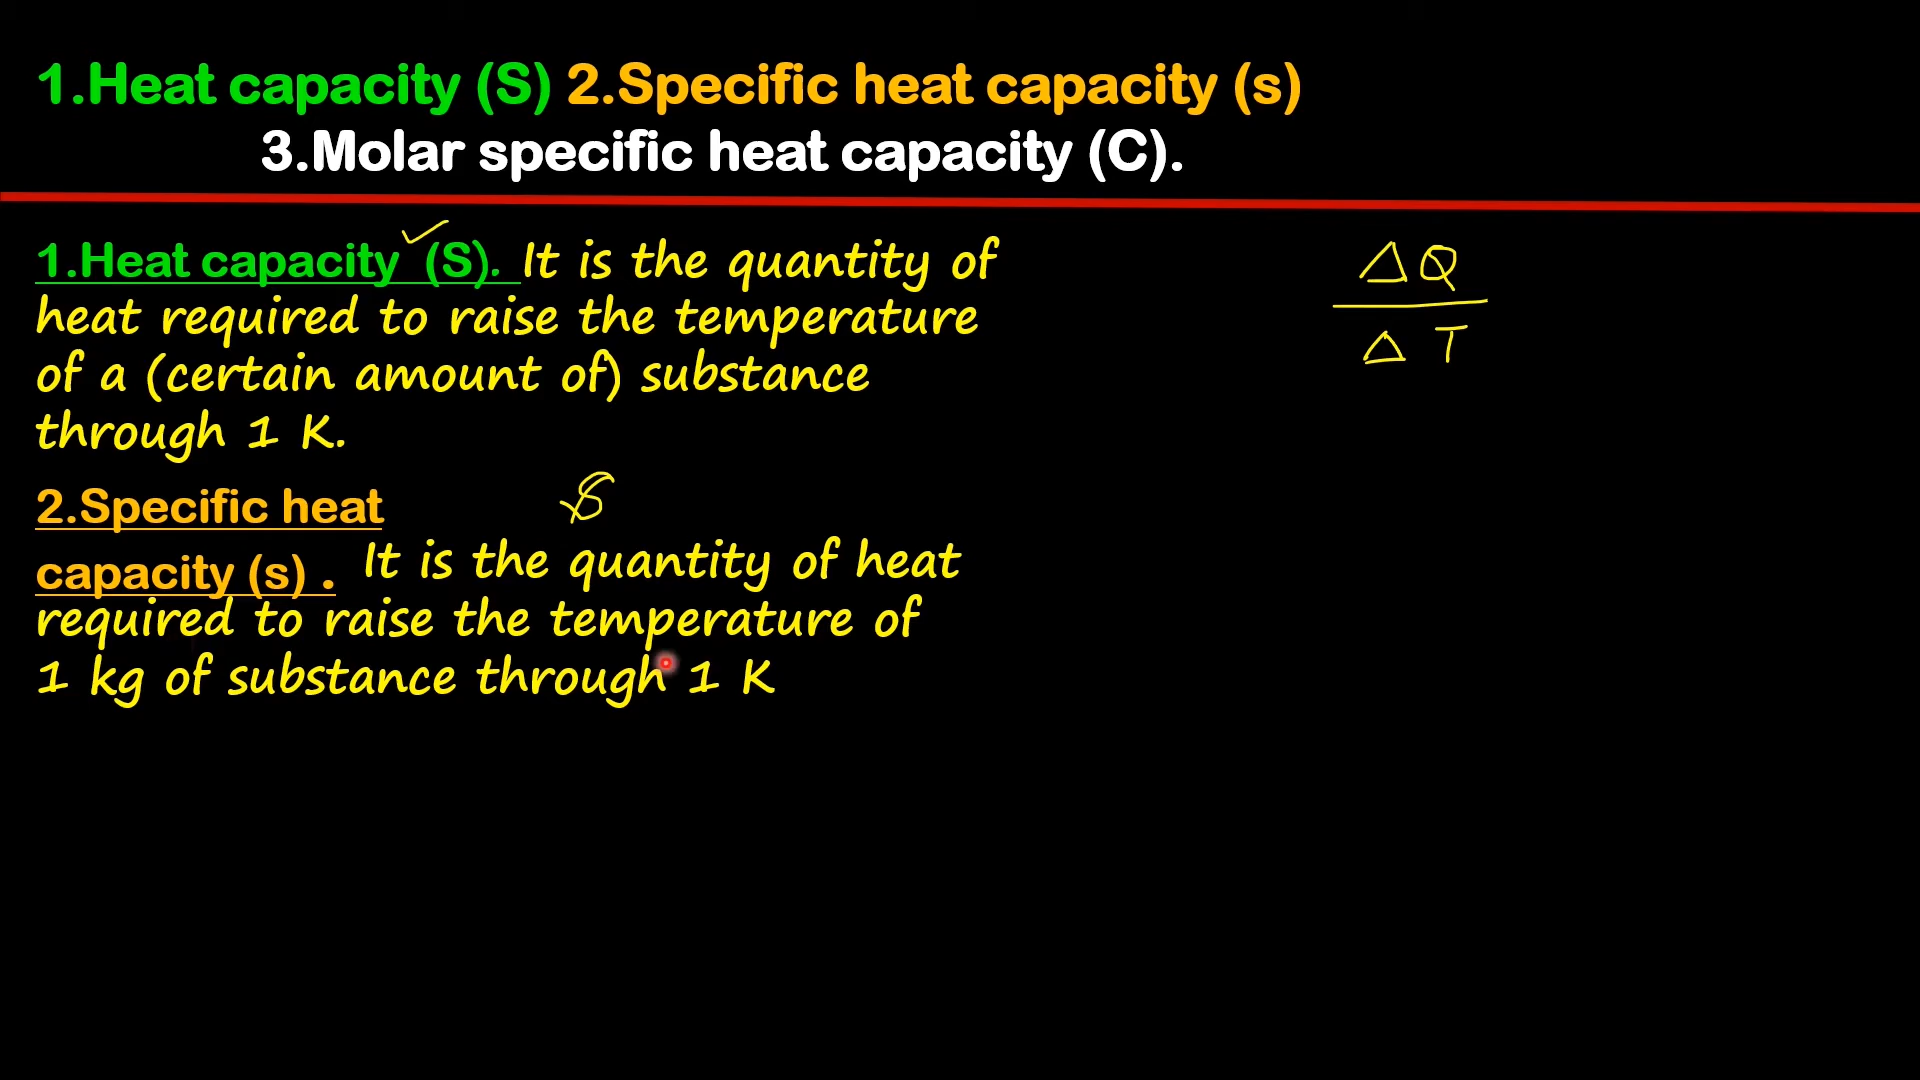 1.Heat capacity (S) 2.Specific heat capacity (s)
3.Molar specific heat capacity (C).
1.Heat capacity (S). It is the quantity of
heat required to raise the temperature
of a (certain amount of) substance
through 1 K.
ΔQ
ΔT
2.Specific heat
S
capacity (s) . It is the quantity of heat
required to raise the temperature of
1 kg of substance through 1 K